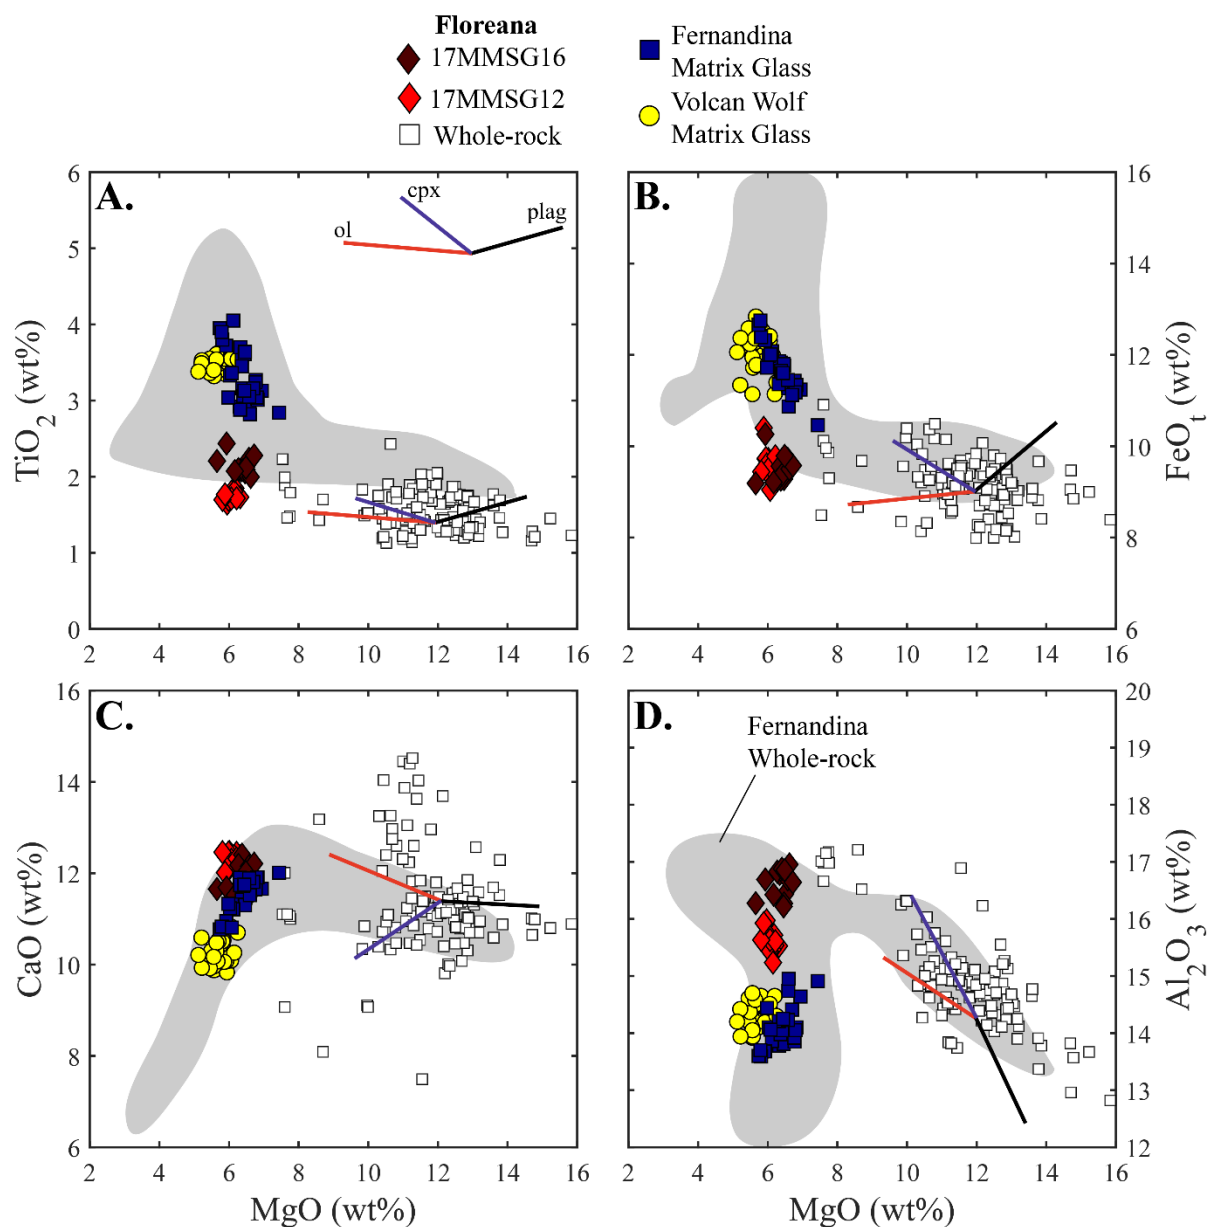 Floreana
17MMSG16
17MMSG12
Whole-rock
Fernandina
Matrix Glass
Volcan Wolf
Matrix Glass
A.
cpx
ol
plag
TiO2 (wt%)
6
5
4
3
2
1
0
2 4 6 8 10 12 14 16
B.
FeOt (wt%)
16
14
12
10
8
6
2 4 6 8 10 12 14 16
C.
CaO (wt%)
16
14
12
10
8
6
2 4 6 8 10 12 14 16
MgO (wt%)
D.
Fernandina
Whole-rock
Al2O3 (wt%)
20
19
18
17
16
15
14
13
12
2 4 6 8 10 12 14 16
MgO (wt%)